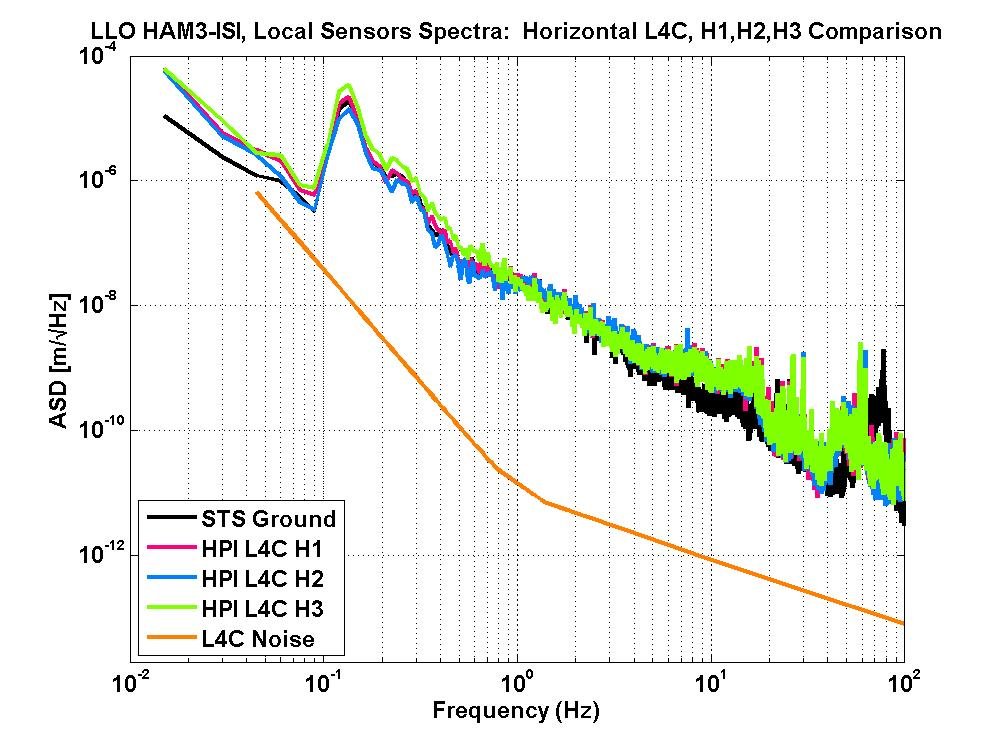 LLO HAM3-ISI, Local Sensors Spectra:  Horizontal L4C, H1,H2,H3 Comparison
10^-4
10^-6
10^-8
10^-10
10^-12
ASD [m/√Hz]
STS Ground
HPI L4C H1
HPI L4C H2
HPI L4C H3
L4C Noise
10^-2 10^-1 10^0 10^1 10^2
Frequency (Hz)